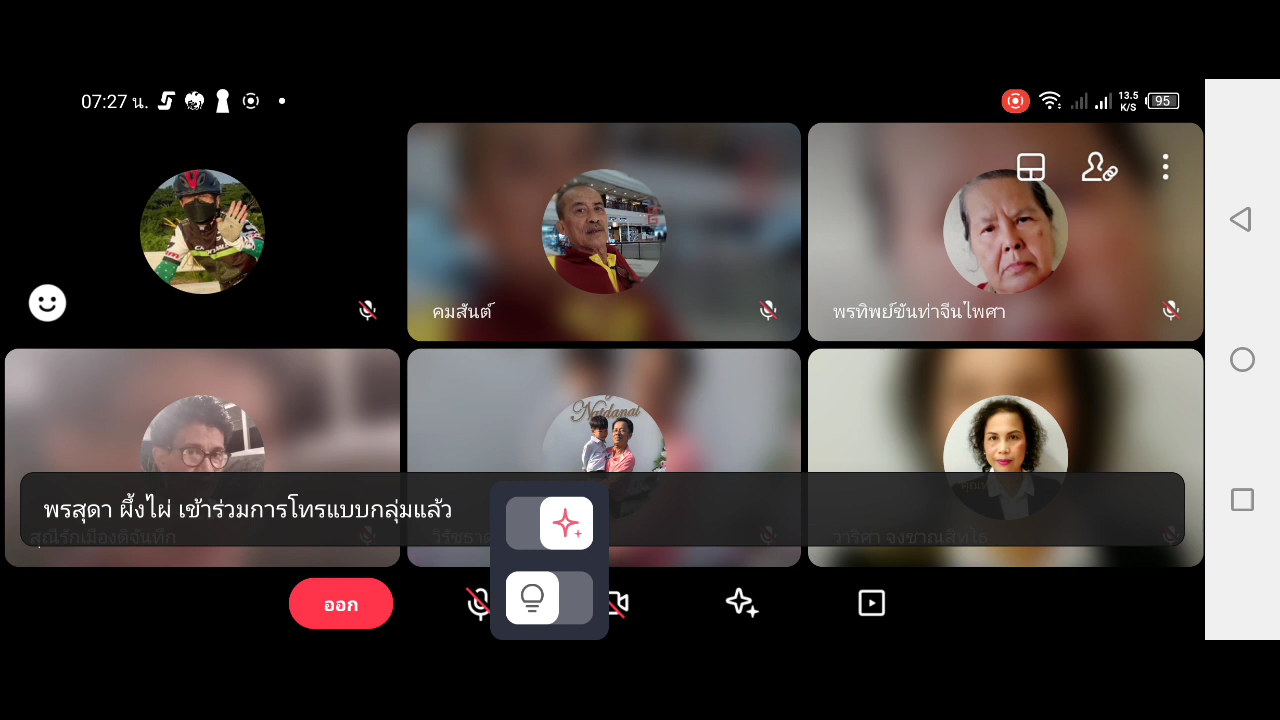 07:27 น.
13.5
K/S
95
คมสันต์
พรทิพย์ขันท่าจีนไพศา
Natdanai
พรสุดา ผึ้งไผ่ เข้าร่วมการโทรแบบกลุ่มแล้ว
ออก